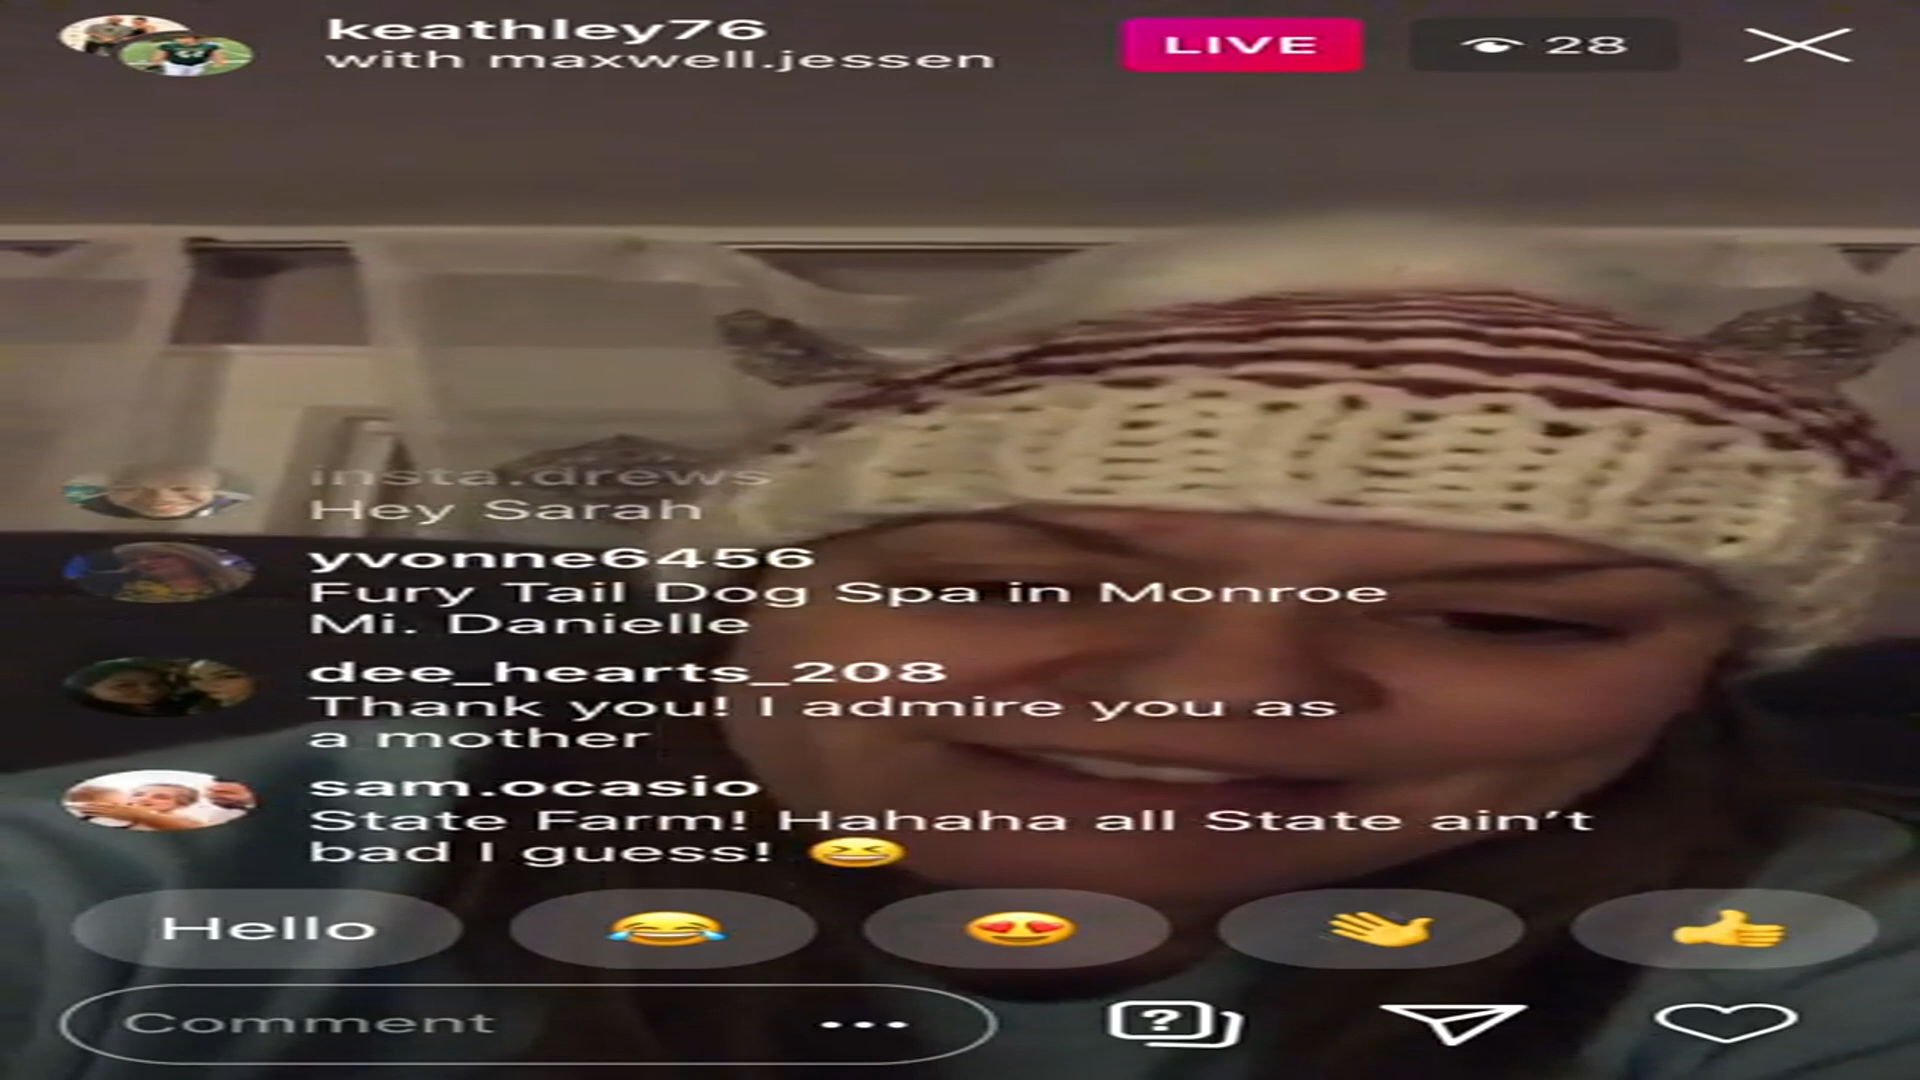 keathley76
with maxwell.jessen
LIVE
28
insta.drews
Hey Sarah
yvonne6456
Fury Tail Dog Spa in Monroe
Mi. Danielle
dee_hearts_208
Thank you! I admire you as
a mother
sam.ocasio
State Farm! Hahaha all State ain't
bad I guess! 😆
Hello
Comment